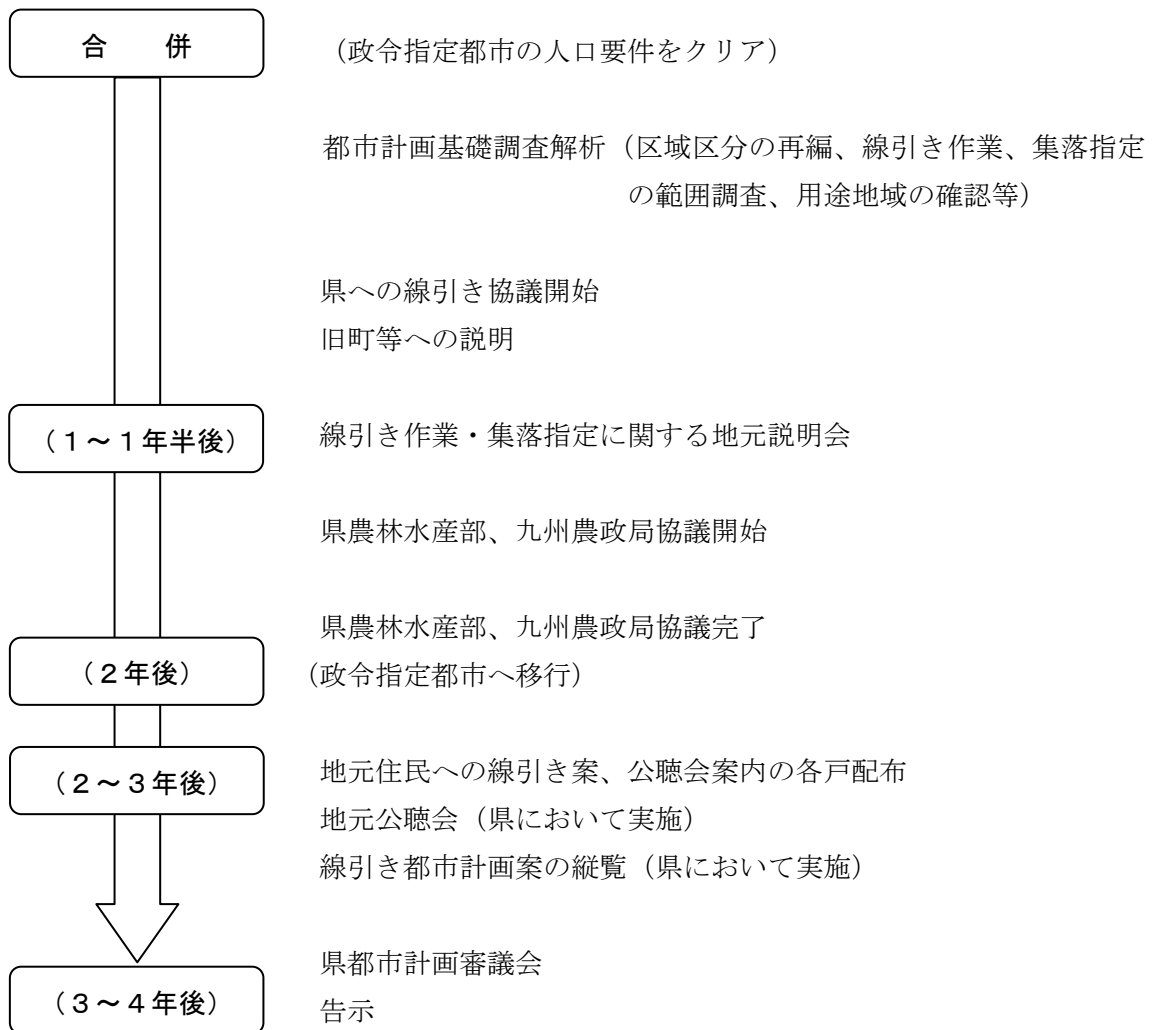 合　併　（政令指定都市の人口要件をクリア）
都市計画基礎調査解析（区域区分の再編、線引き作業、集落指定
の範囲調査、用途地域の確認等）
県への線引き協議開始
旧町等への説明
（１～１年半後）　線引き作業・集落指定に関する地元説明会
県農林水産部、九州農政局協議開始
県農林水産部、九州農政局協議完了
（２年後）　（政令指定都市へ移行）
（２～３年後）　地元住民への線引き案、公聴会案内の各戸配布
地元公聴会（県において実施）
線引き都市計画案の縦覧（県において実施）
県都市計画審議会
（３～４年後）　告示